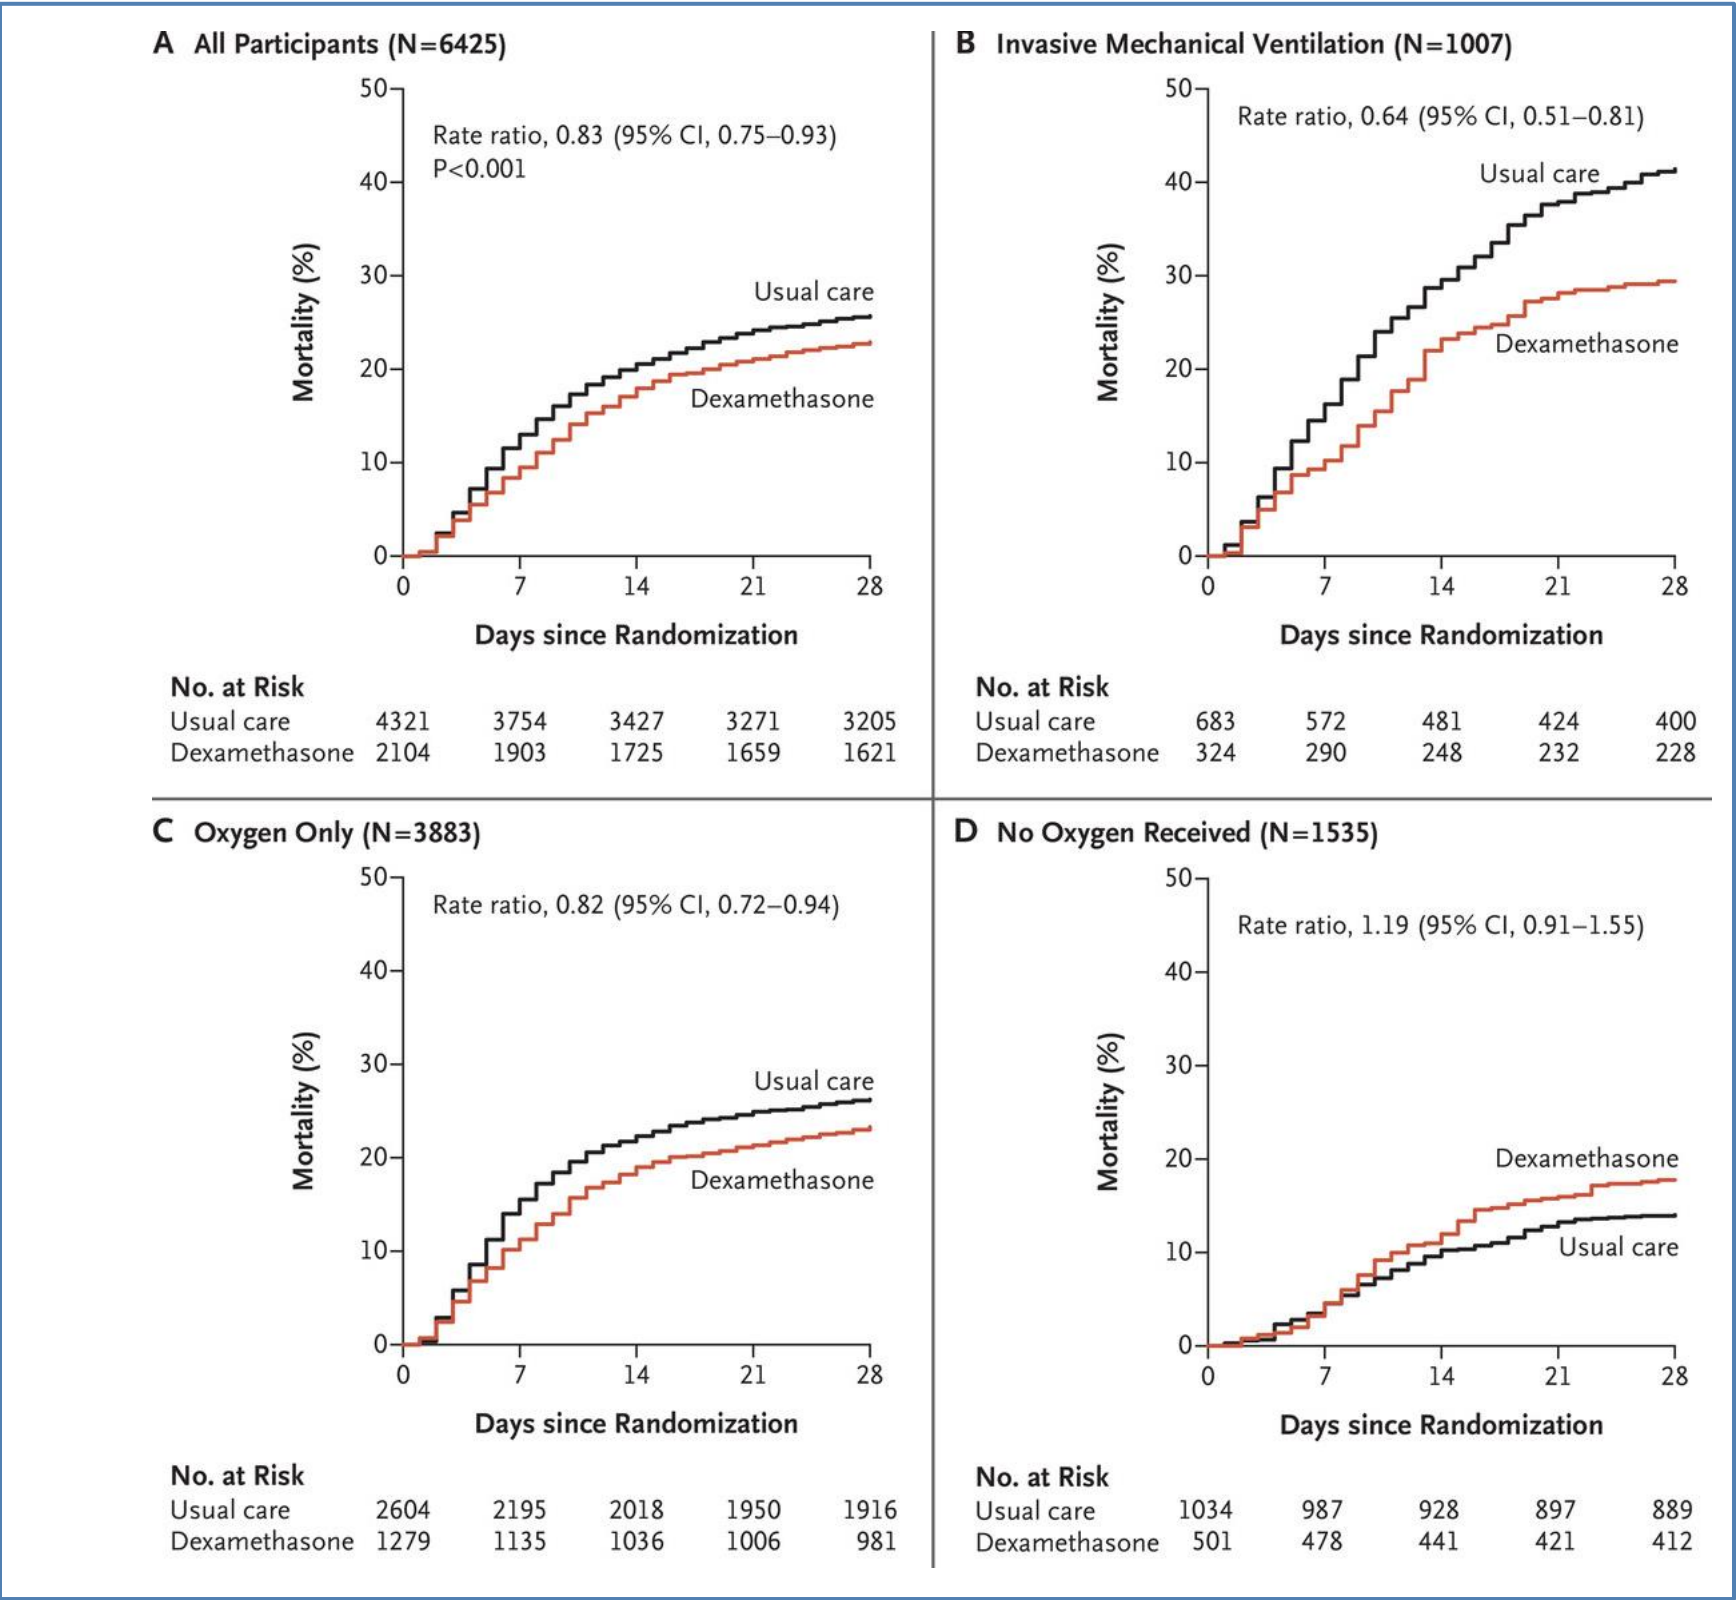 A All Participants (N=6425)
50
40
30
20
10
0
Mortality (%)
Rate ratio, 0.83 (95% CI, 0.75–0.93)
P<0.001
Usual care
Dexamethasone
0 7 14 21 28
Days since Randomization
No. at Risk
Usual care 4321 3754 3427 3271 3205
Dexamethasone 2104 1903 1725 1659 1621
B Invasive Mechanical Ventilation (N=1007)
50
40
30
20
10
0
Mortality (%)
Rate ratio, 0.64 (95% CI, 0.51–0.81)
Usual care
Dexamethasone
0 7 14 21 28
Days since Randomization
No. at Risk
Usual care 683 572 481 424 400
Dexamethasone 324 290 248 232 228
C Oxygen Only (N=3883)
50
40
30
20
10
0
Mortality (%)
Rate ratio, 0.82 (95% CI, 0.72–0.94)
Usual care
Dexamethasone
0 7 14 21 28
Days since Randomization
No. at Risk
Usual care 2604 2195 2018 1950 1916
Dexamethasone 1279 1135 1036 1006 981
D No Oxygen Received (N=1535)
50
40
30
20
10
0
Mortality (%)
Rate ratio, 1.19 (95% CI, 0.91–1.55)
Dexamethasone
Usual care
0 7 14 21 28
Days since Randomization
No. at Risk
Usual care 1034 987 928 897 889
Dexamethasone 501 478 441 421 412